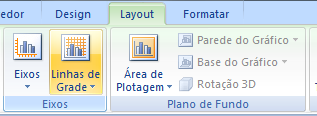 edor Design Layout Formatar
Eixos
Linhas de
Grade
Área de
Plotagem
Parede do Gráfico
Base do Gráfico
Rotação 3D
Eixos
Plano de Fundo